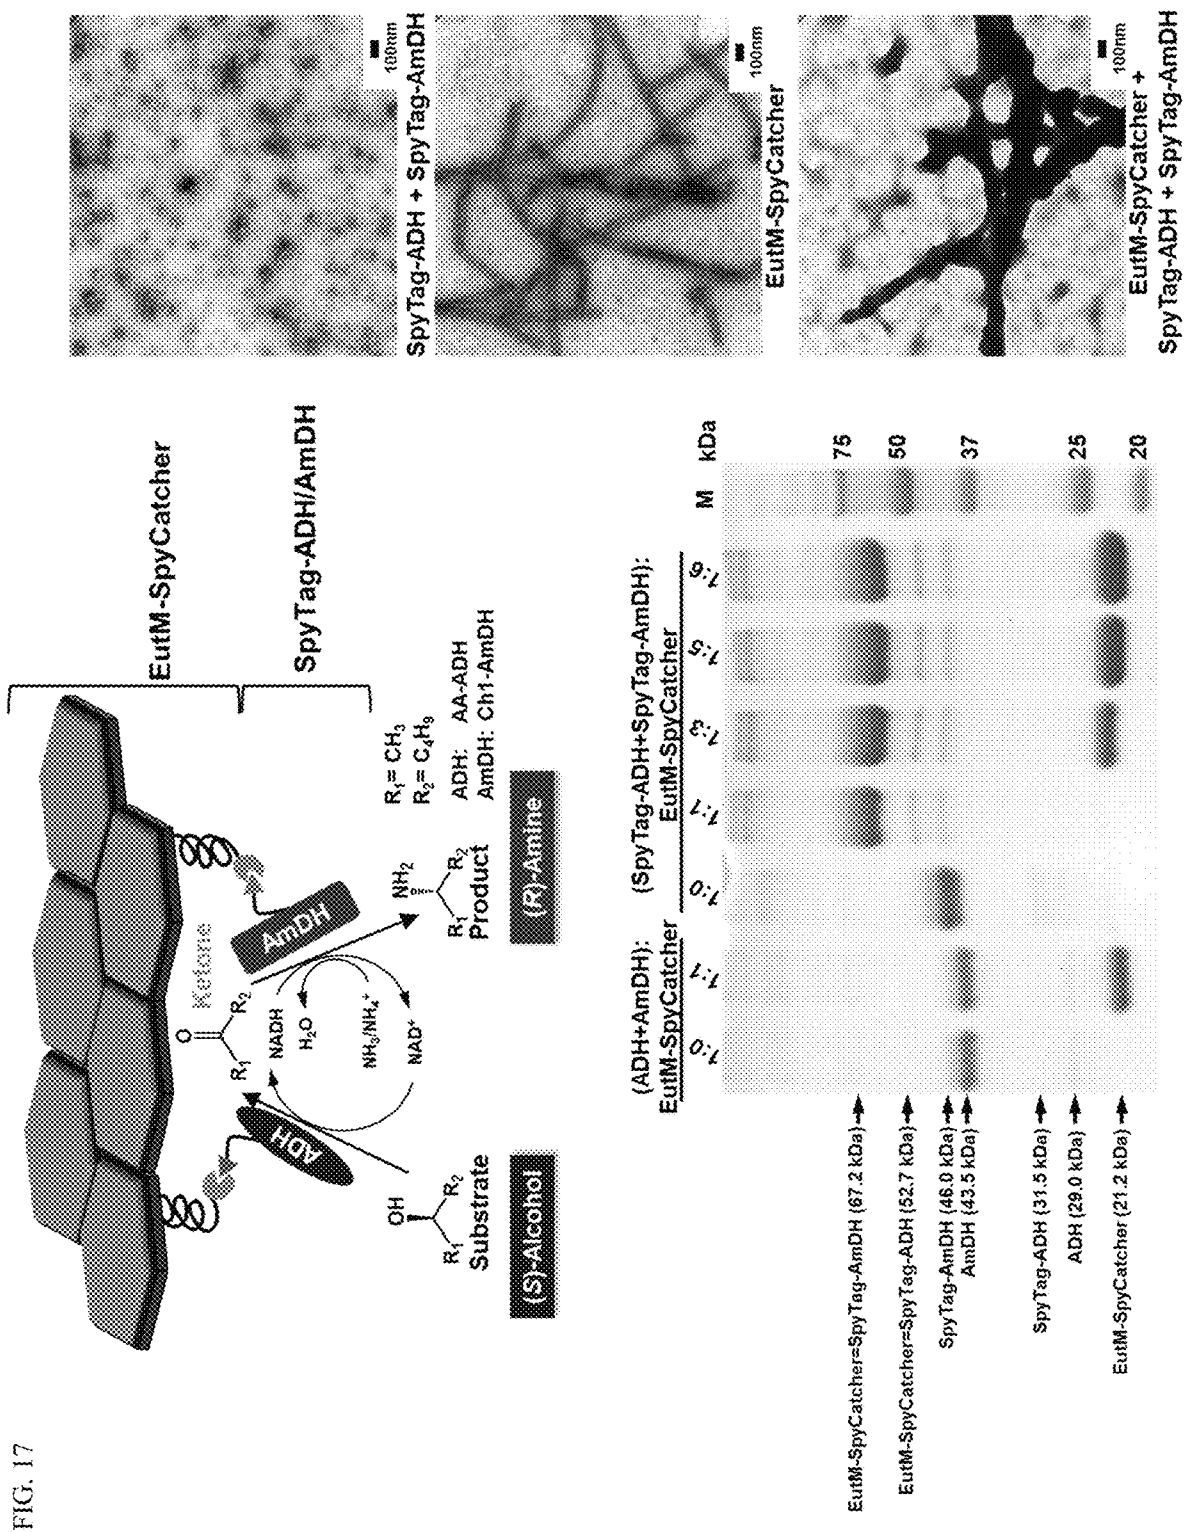 FIG. 17
EutM-SpyCatcher
SpyTag-ADH/AmDH
Ketone
O
R1 R2
ADH
AmDH
NADH
H2O
NH3/NH4+
NAD+
OH
R1 R2
Substrate
(S)-Alcohol
NH2
R1 R2
Product
(R)-Amine
R1= CH3
R2= C4H9
ADH: AA-ADH
AmDH: Ch1-AmDH
(ADH+AmDH):
EutM-SpyCatcher
(SpyTag-ADH+SpyTag-AmDH):
EutM-SpyCatcher
1:0 1:1 1:0 1:1 1:3 1:5 1:6 M kDa
75
50
37
25
20
EutM-SpyCatcher=SpyTag-AmDH (67.2 kDa)
EutM-SpyCatcher=SpyTag-ADH (52.7 kDa)
SpyTag-AmDH (46.0 kDa)
AmDH (43.5 kDa)
SpyTag-ADH (31.5 kDa)
ADH (29.0 kDa)
EutM-SpyCatcher (21.2 kDa)
100nm
SpyTag-ADH + SpyTag-AmDH
100nm
EutM-SpyCatcher
100nm
EutM-SpyCatcher +
SpyTag-ADH + SpyTag-AmDH